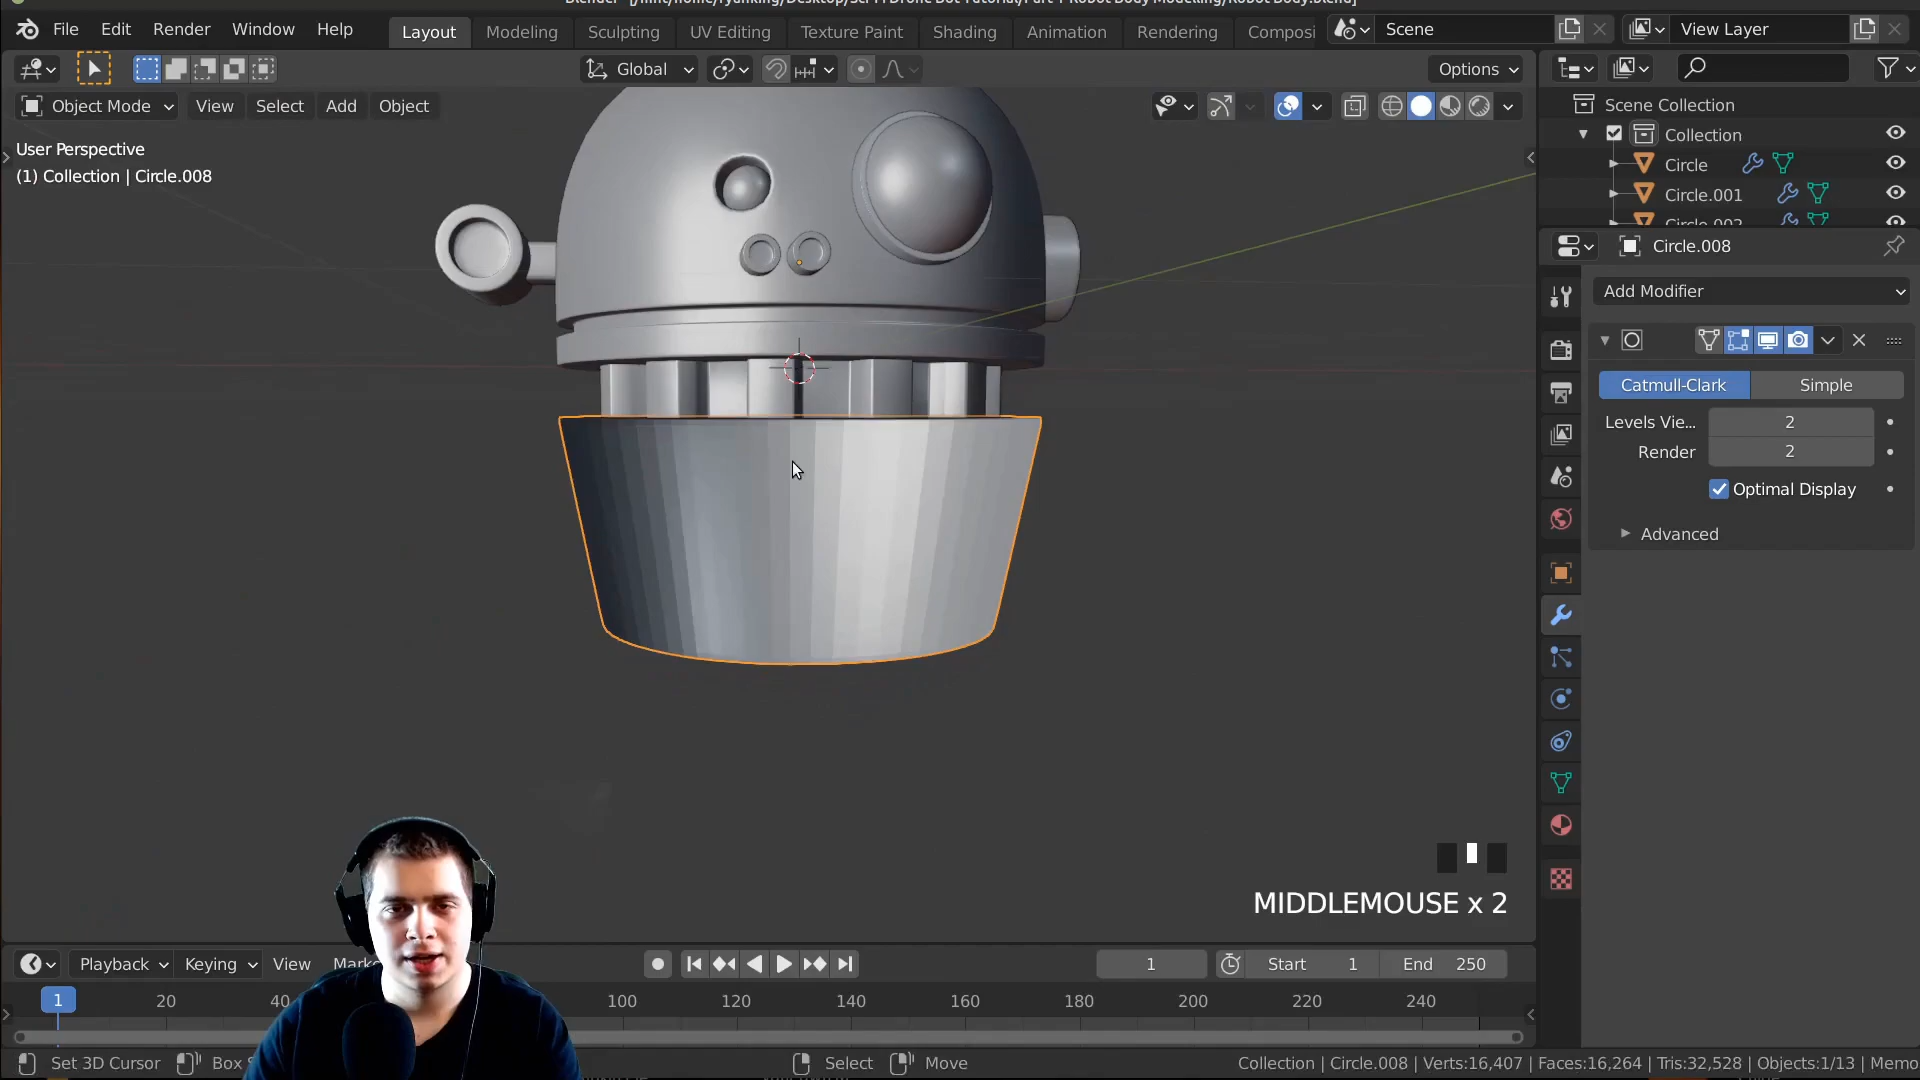 File Edit Render Window Help Layout Modeling Sculpting UV Editing Texture Paint Shading Animation Rendering Composi Scene View Layer
Global Options
Object Mode View Select Add Object
User Perspective
(1) Collection | Circle.008
Scene Collection
Collection
Circle
Circle.001
Circle.008
Add Modifier
Catmull-Clark Simple
Levels Vie... 2
Render 2
Optimal Display
Advanced
MIDDLEMOUSE x 2
Playback Keying View Marke 1 Start 1 End 250
1 20 40 100 120 140 160 180 200 220 240
Set 3D Cursor Box Select Move Collection | Circle.008 | Verts:16,407 | Faces:16,264 | Tris:32,528 | Objects:1/13 | Memo